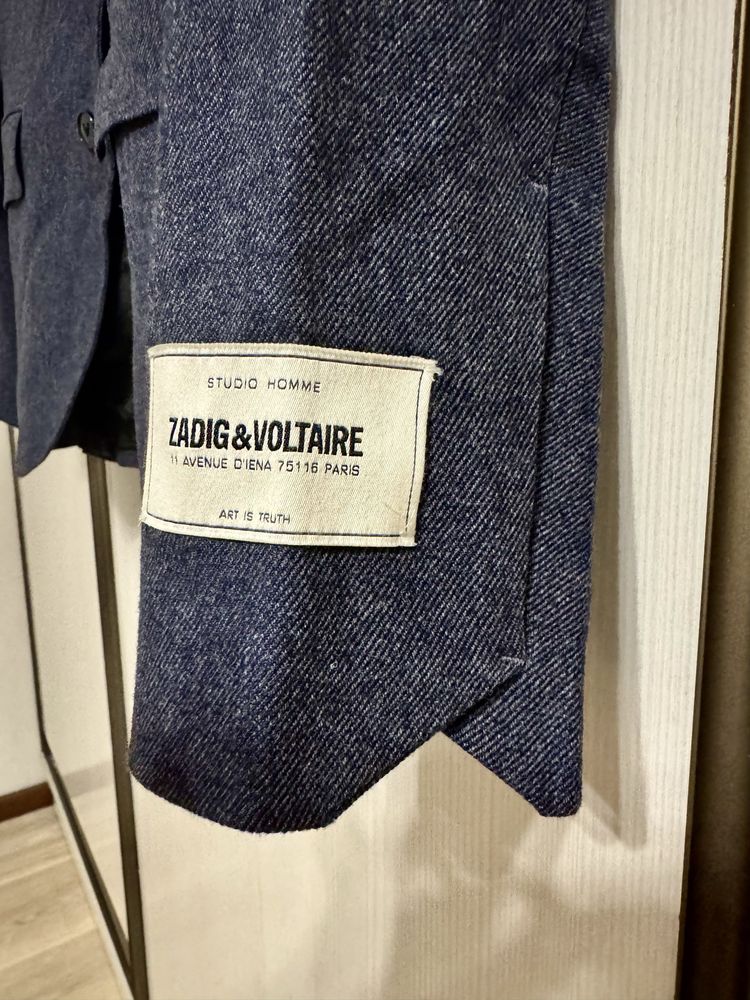 STUDIO HOMME
ZADIG&VOLTAIRE
11 AVENUE D'IENA 75116 PARIS
ART IS TRUTH